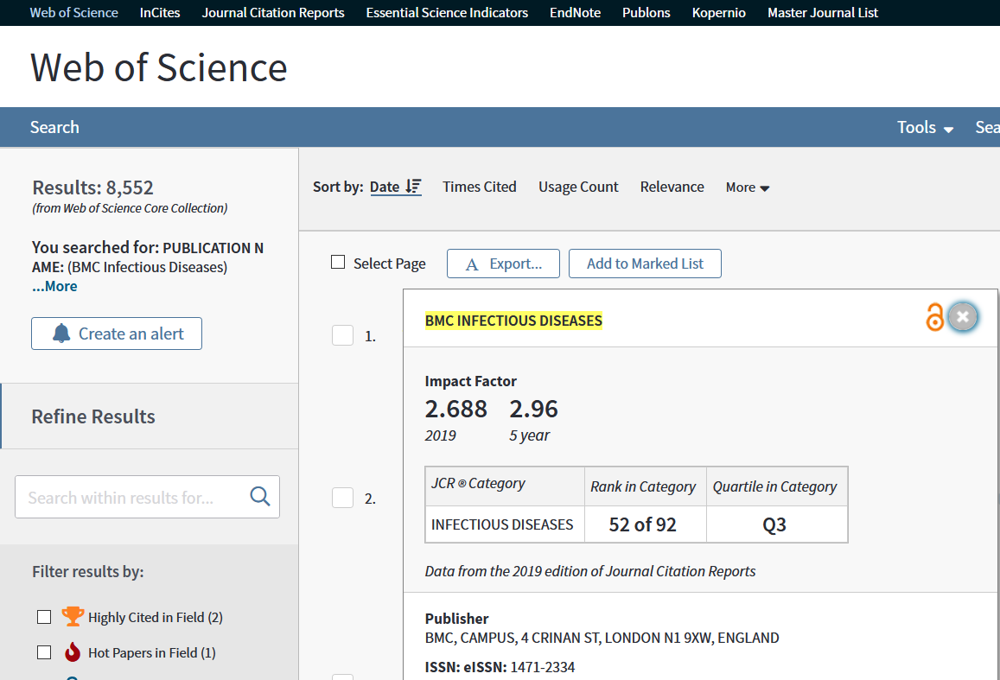 Web of Science InCites Journal Citation Reports Essential Science Indicators EndNote Publons Kopernio Master Journal List
Web of Science
Search Tools Sea
Results: 8,552
(from Web of Science Core Collection)
You searched for: PUBLICATION N
AME: (BMC Infectious Diseases)
...More
Create an alert
Refine Results
Search within results for...
Filter results by:
Highly Cited in Field (2)
Hot Papers in Field (1)
Sort by: Date Times Cited Usage Count Relevance More
Select Page A Export... Add to Marked List
1.
BMC INFECTIOUS DISEASES
Impact Factor
2.688 2.96
2019 5 year
2.
JCR ® Category Rank in Category Quartile in Category
INFECTIOUS DISEASES 52 of 92 Q3
Data from the 2019 edition of Journal Citation Reports
Publisher
BMC, CAMPUS, 4 CRINAN ST, LONDON N1 9XW, ENGLAND
ISSN: eISSN: 1471-2334